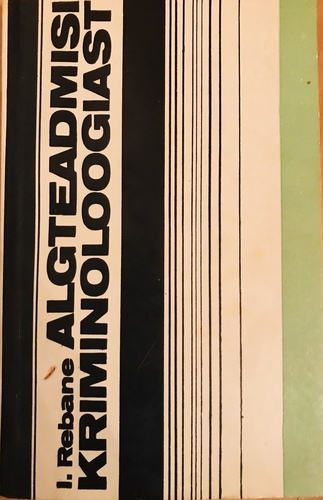 I. Rebane ALGTEADMISI
KRIMINOLOOGIAST